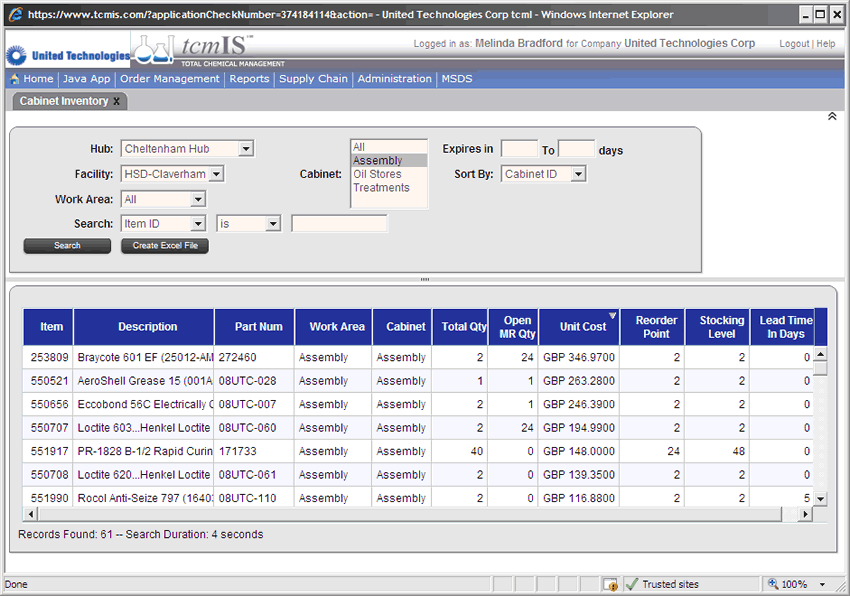 https://www.tcmis.com/?applicationCheckNumber=374184114&action= - United Technologies Corp tcmI - Windows Internet Explorer
United Technologies
tcmIS™
TOTAL CHEMICAL MANAGEMENT
Logged in as: Melinda Bradford for Company United Technologies Corp
Logout | Help
Home | Java App | Order Management | Reports | Supply Chain | Administration | MSDS
Cabinet Inventory X
Hub: Cheltenham Hub
Facility: HSD-Claverham
Work Area: All
Search: Item ID is
Search Create Excel File
Cabinet:
All
Assembly
Oil Stores
Treatments
Expires in To days
Sort By: Cabinet ID
Item Description Part Num Work Area Cabinet Total Qty Open MR Qty Unit Cost Reorder Point Stocking Level Lead Time In Days
253809 Braycote 601 EF (25012-AM 272460 Assembly Assembly 2 24 GBP 346.9700 2 2 0
550521 AeroShell Grease 15 (001A 08UTC-028 Assembly Assembly 1 1 GBP 263.2800 1 1 0
550656 Eccobond 56C Electrically C 08UTC-007 Assembly Assembly 2 1 GBP 246.3900 2 2 0
550707 Loctite 603...Henkel Loctite 08UTC-060 Assembly Assembly 2 24 GBP 194.9900 2 2 0
551917 PR-1828 B-1/2 Rapid Curin 171733 Assembly Assembly 40 0 GBP 148.0000 24 48 0
550708 Loctite 620...Henkel Loctite 08UTC-061 Assembly Assembly 2 0 GBP 139.3500 2 2 0
551990 Rocol Anti-Seize 797 (1640 08UTC-110 Assembly Assembly 2 0 GBP 116.8800 2 2 5
Records Found: 61 -- Search Duration: 4 seconds
Done
Trusted sites
100%